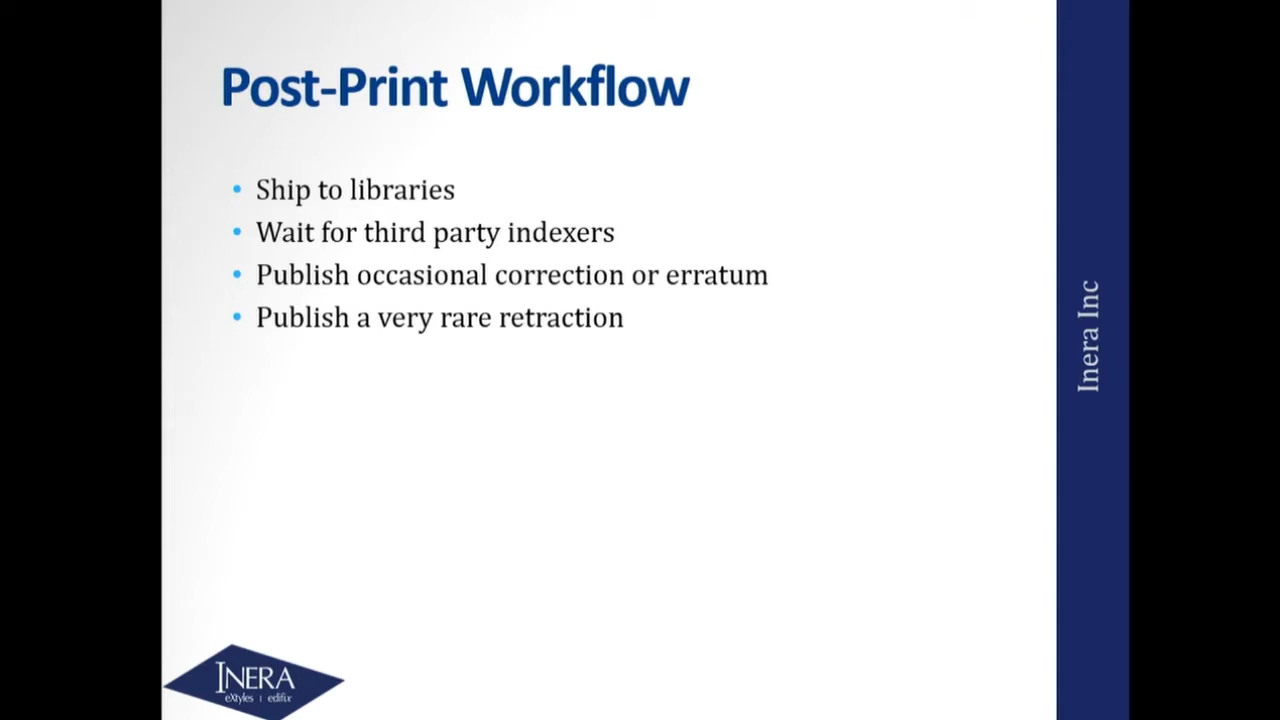 Post-Print Workflow
• Ship to libraries
• Wait for third party indexers
• Publish occasional correction or erratum
• Publish a very rare retraction
Inera Inc
INERA
eXtyles | edifix